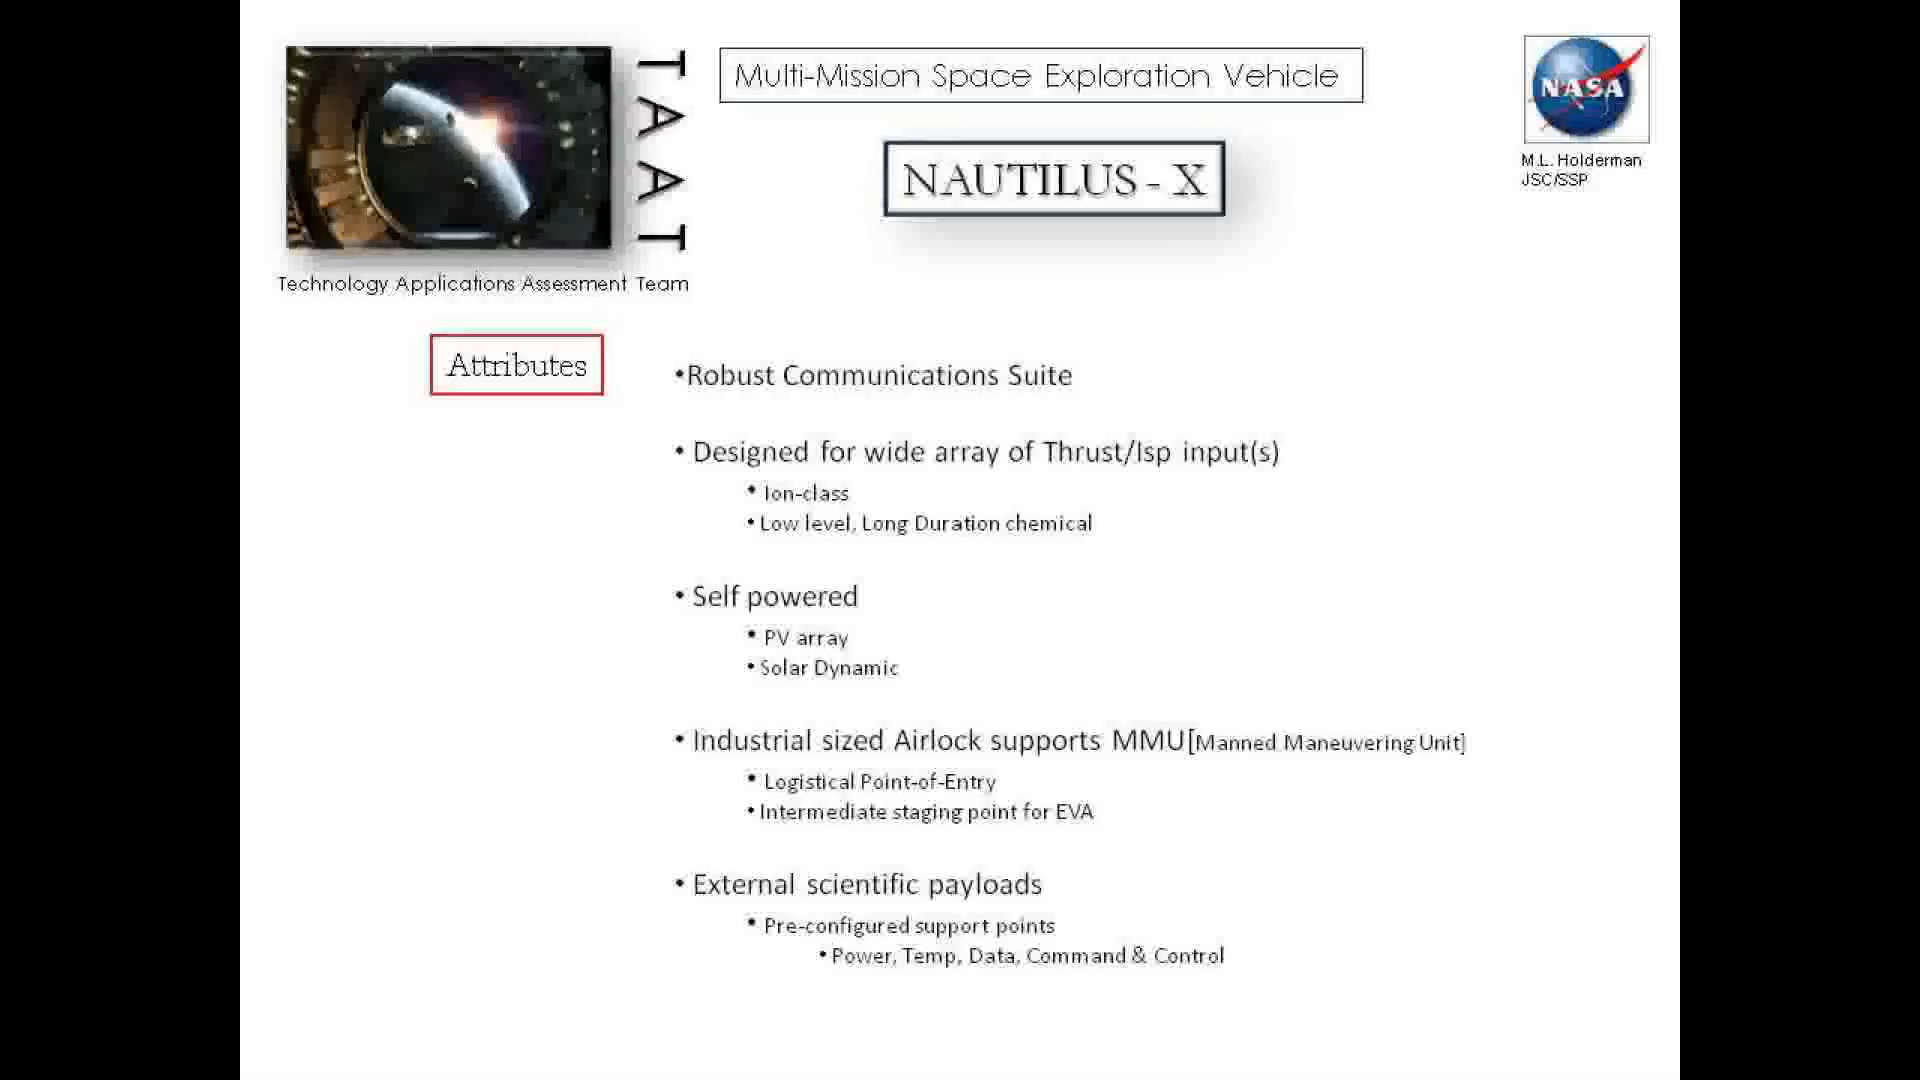 TAAT
Multi-Mission Space Exploration Vehicle
NAUTILUS - X
NASA
M.L. Holderman
JSC/SSP
Technology Applications Assessment Team
Attributes
•Robust Communications Suite
• Designed for wide array of Thrust/Isp input(s)
• Ion-class
• Low level, Long Duration chemical
• Self powered
• PV array
• Solar Dynamic
• Industrial sized Airlock supports MMU[Manned Maneuvering Unit]
• Logistical Point-of-Entry
• Intermediate staging point for EVA
• External scientific payloads
• Pre-configured support points
• Power, Temp, Data, Command & Control